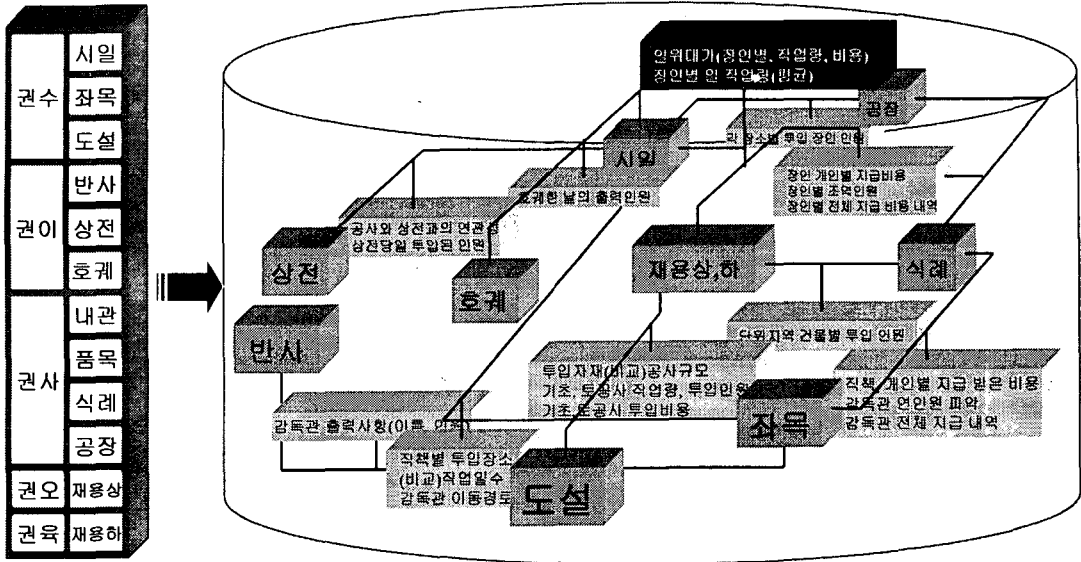 권수
시일
좌목
도설
권이
반사
상전
호궤
권사
내관
품목
식례
공장
권오
재용상
권육
재용하
인위대가(장인별, 작업량, 비용)
장인별 인 작업량(평균)
공장
각 장소별 투입 장인 인원
시일
장인 개인별 지급비용
장인별 조역인원
장인별 전체 지급 비용 내역
호궤한 날의 출력인원
공사와 상전과의 연관성
상전당일 투입된 인원
상전
호궤
재용상,하
식례
반사
단위지역 건물별 투입 인원
투입자재(비교)공사규모
기초, 토공사 작업량, 투입인원
기초,토공사 투입비용
직책, 개인별 지급 받은 비용
감독관 연인원 파악
감독관 전체 지급 내역
좌목
감독관 출력사항(이름, 인원)
직책별 투입장소
(비교)작업일수
감독관 이동경로
도설